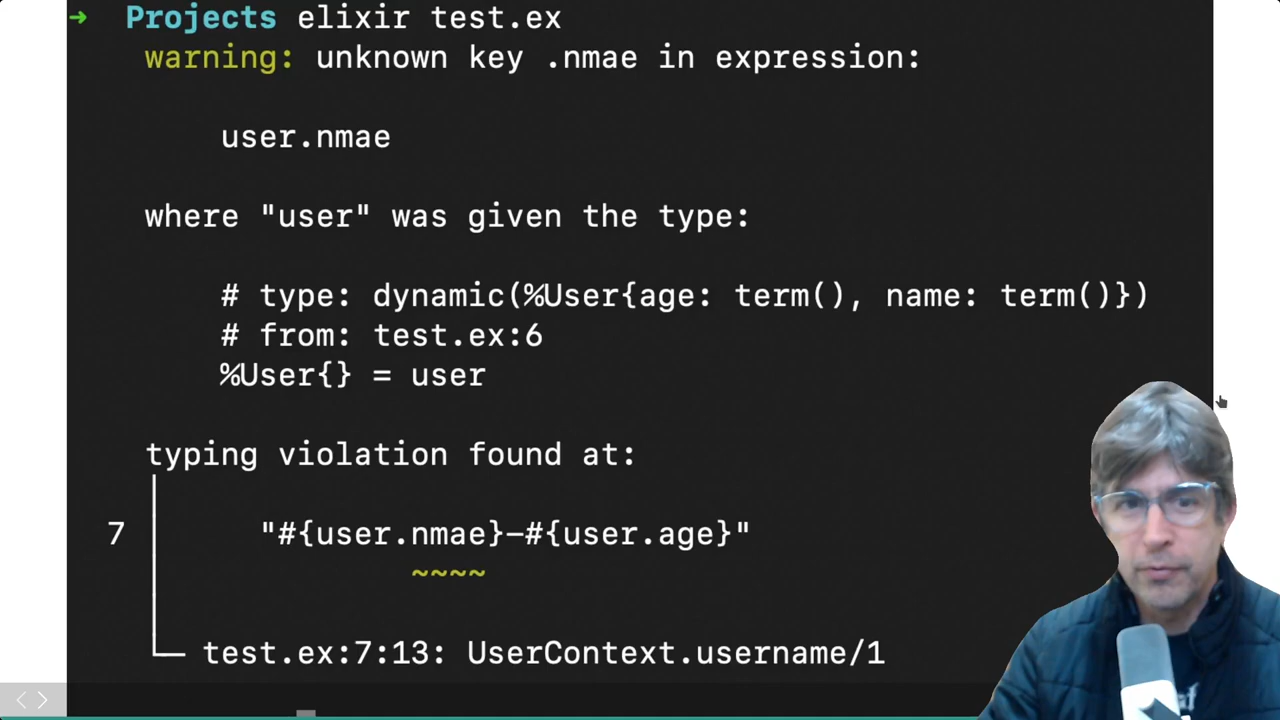 → Projects elixir test.ex
warning: unknown key .nmae in expression:
user.nmae
where "user" was given the type:
# type: dynamic(%User{age: term(), name: term()})
# from: test.ex:6
%User{} = user
typing violation found at:
7 │ "#{user.nmae}-#{user.age}"
~~~~
└─ test.ex:7:13: UserContext.username/1